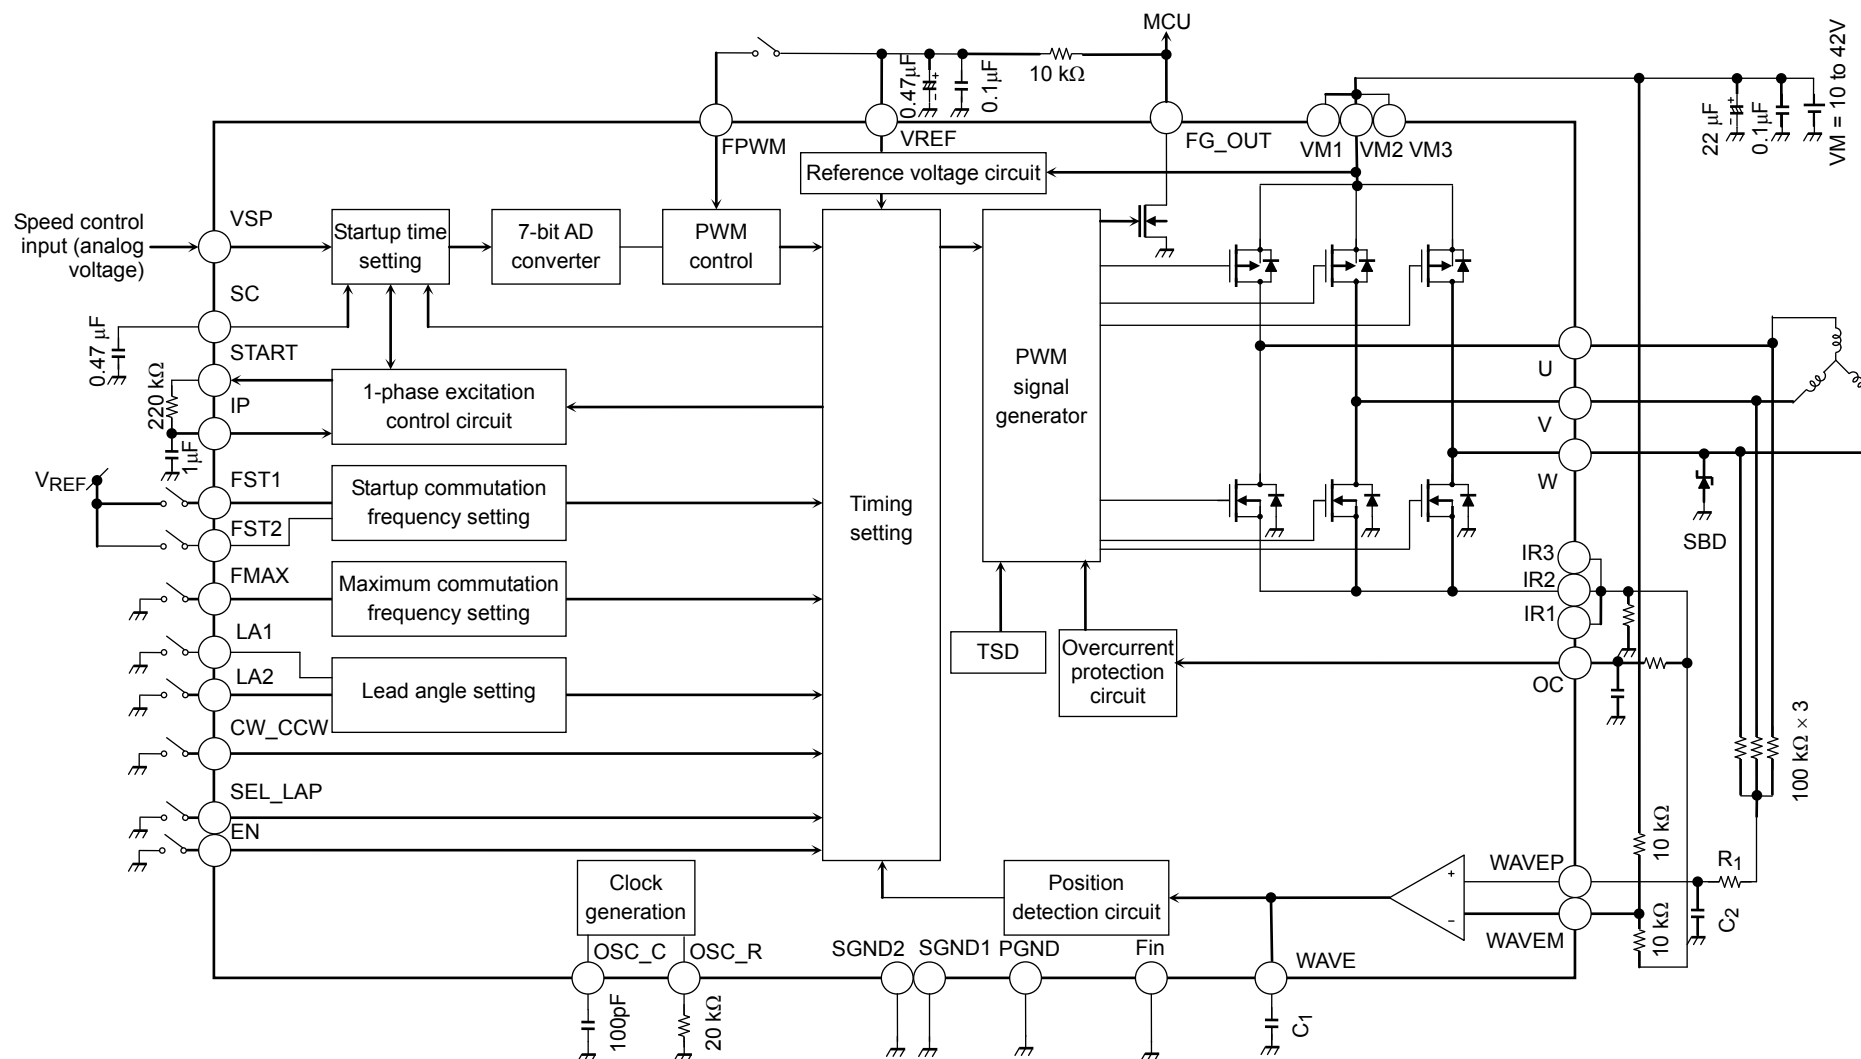 MCU
0.47μF
+
−
0.1μF
10 kΩ
22 μF
+
−
0.1μF
VM = 10 to 42V
FPWM
VREF
FG_OUT
VM1
VM2
VM3
Reference voltage circuit
Speed control
input (analog
voltage)
VSP
Startup time
setting
7-bit AD
converter
PWM
control
SC
0.47 μF
START
220 kΩ
IP
1μF
1-phase excitation
control circuit
PWM
signal
generator
U
V
W
VREF
FST1
FST2
Startup commutation
frequency setting
Timing
setting
SBD
FMAX
Maximum commutation
frequency setting
IR3
IR2
IR1
LA1
LA2
Lead angle setting
TSD
Overcurrent
protection
circuit
OC
CW_CCW
100 kΩ × 3
SEL_LAP
EN
10 kΩ
Clock
generation
Position
detection circuit
+
−
WAVEP
WAVEM
R1
C2
10 kΩ
OSC_C
OSC_R
SGND2
SGND1
PGND
Fin
WAVE
100pF
20 kΩ
C1